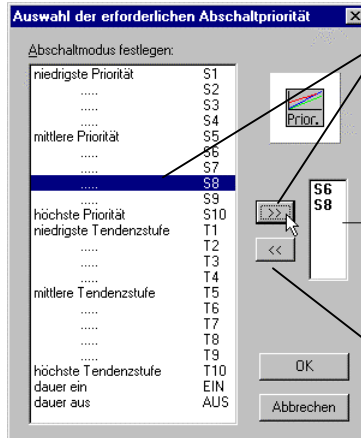 Auswahl der erforderlichen Abschaltpriorität
Abschaltmodus festlegen:
niedrigste Priorität S1
..... S2
..... S3
..... S4
mittlere Priorität S5
..... S6
..... S7
..... S8
..... S9
höchste Priorität S10
niedrigste Tendenzstufe T1
..... T2
..... T3
..... T4
mittlere Tendenzstufe T5
..... T6
..... T7
..... T8
..... T9
höchste Tendenzstufe T10
dauer ein EIN
dauer aus AUS
Prior.
>>
<<
S6
S8
OK
Abbrechen